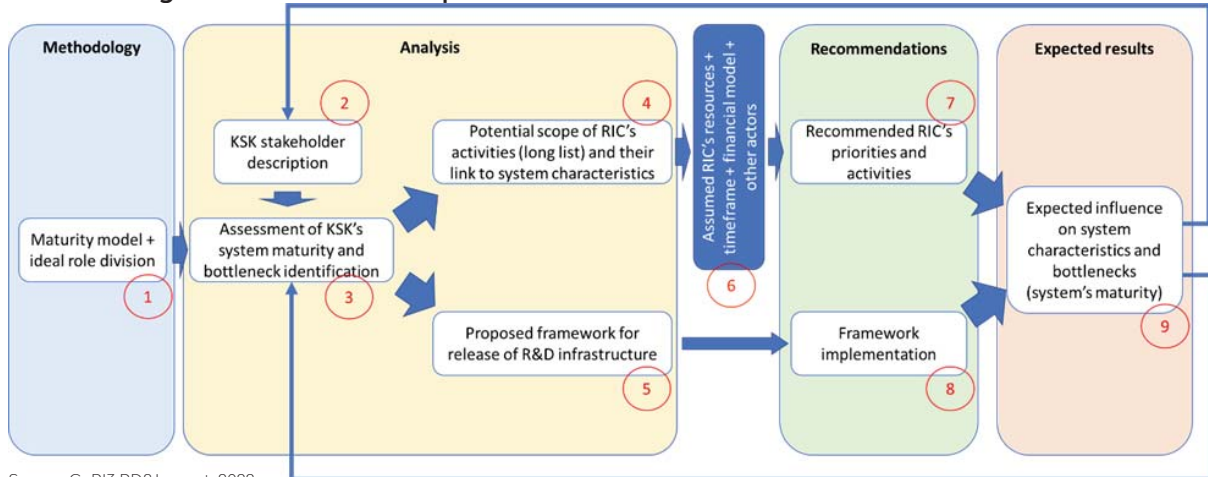 Methodology
Analysis
Recommendations
Expected results
2
KSK stakeholder
description
4
Potential scope of RIC's
activities (long list) and their
link to system characteristics
Assumed RIC's resources +
timeframe + financial model +
other actors
6
7
Recommended RIC's
priorities and
activities
Maturity model +
ideal role division
1
Assessment of KSK's
system maturity and
bottleneck identification
3
Expected influence
on system
characteristics and
bottlenecks
(system's maturity)
9
Proposed framework for
release of R&D infrastructure
5
Framework
implementation
8